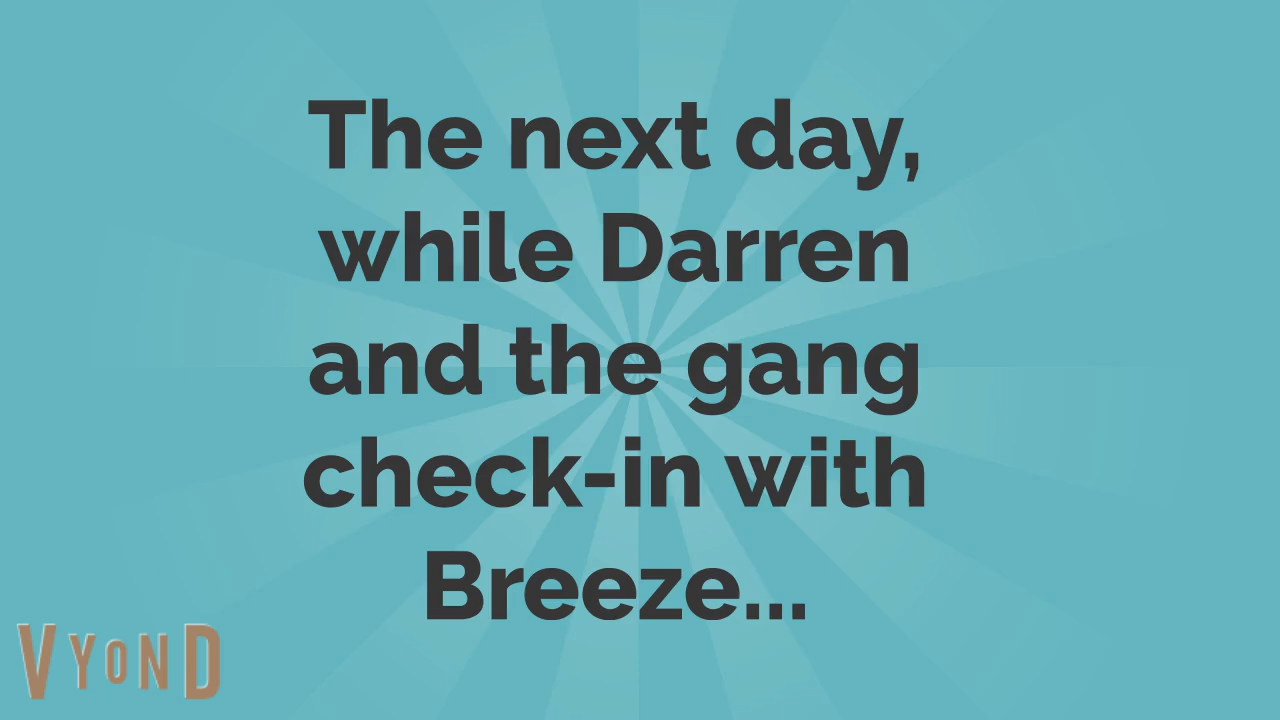 The next day,
while Darren
and the gang
check-in with
Breeze...
VYOND